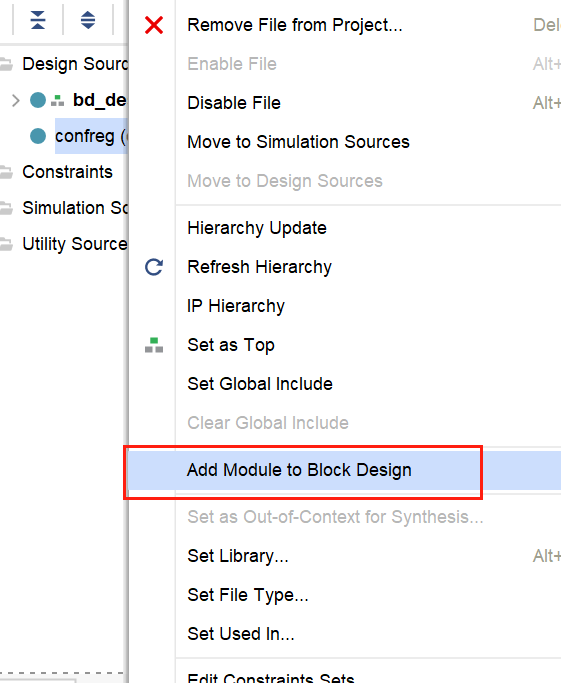 Design Sourc
bd_de
confreg (
Constraints
Simulation So
Utility Source
Remove File from Project... Del
Enable File Alt+
Disable File Alt+
Move to Simulation Sources
Move to Design Sources
Hierarchy Update
Refresh Hierarchy
IP Hierarchy
Set as Top
Set Global Include
Clear Global Include
Add Module to Block Design
Set as Out-of-Context for Synthesis...
Set Library... Alt+
Set File Type...
Set Used In...
Edit Constraints Sets